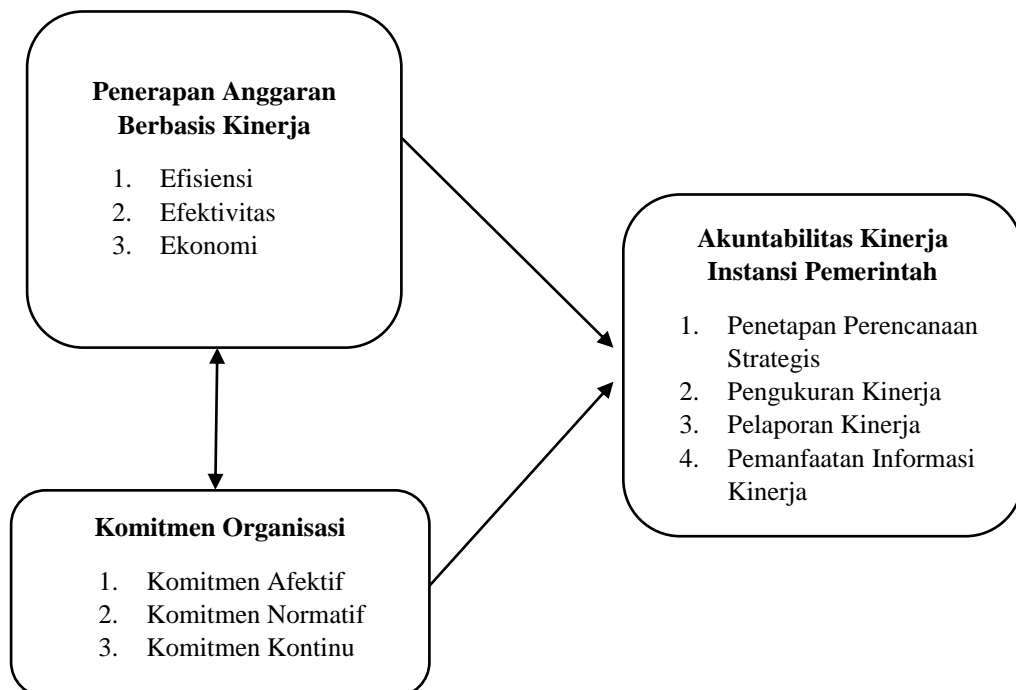 Penerapan Anggaran
Berbasis Kinerja
1. Efisiensi
2. Efektivitas
3. Ekonomi
Akuntabilitas Kinerja
Instansi Pemerintah
1. Penetapan Perencanaan
Strategis
2. Pengukuran Kinerja
3. Pelaporan Kinerja
4. Pemanfaatan Informasi
Kinerja
Komitmen Organisasi
1. Komitmen Afektif
2. Komitmen Normatif
3. Komitmen Kontinu